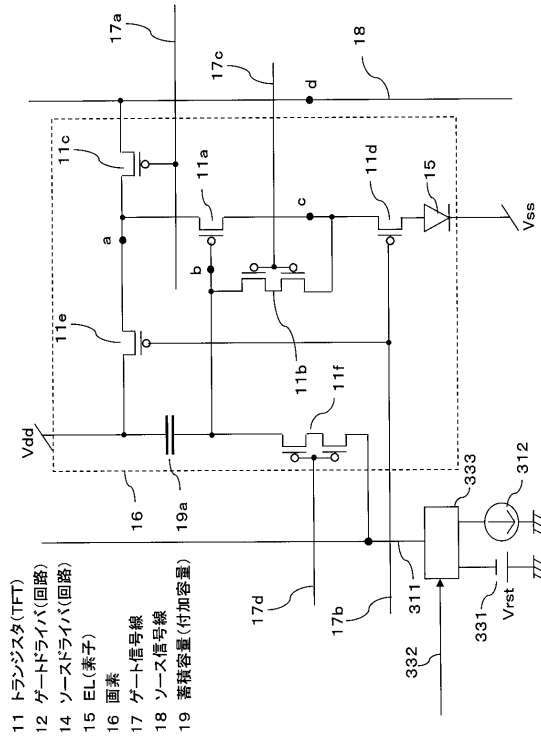 11 トランジスタ(TFT)
12 ゲートドライバ(回路)
14 ソースドライバ(回路)
15 EL(素子)
16 画素
17 ゲート信号線
18 ソース信号線
19 蓄積容量(付加容量)
Vdd
11e
a
11c
17a
16
19a
b
11a
17c
11b
c
d
18
11f
11d
15
Vss
17d
17b
311
333
312
332
331
Vrst